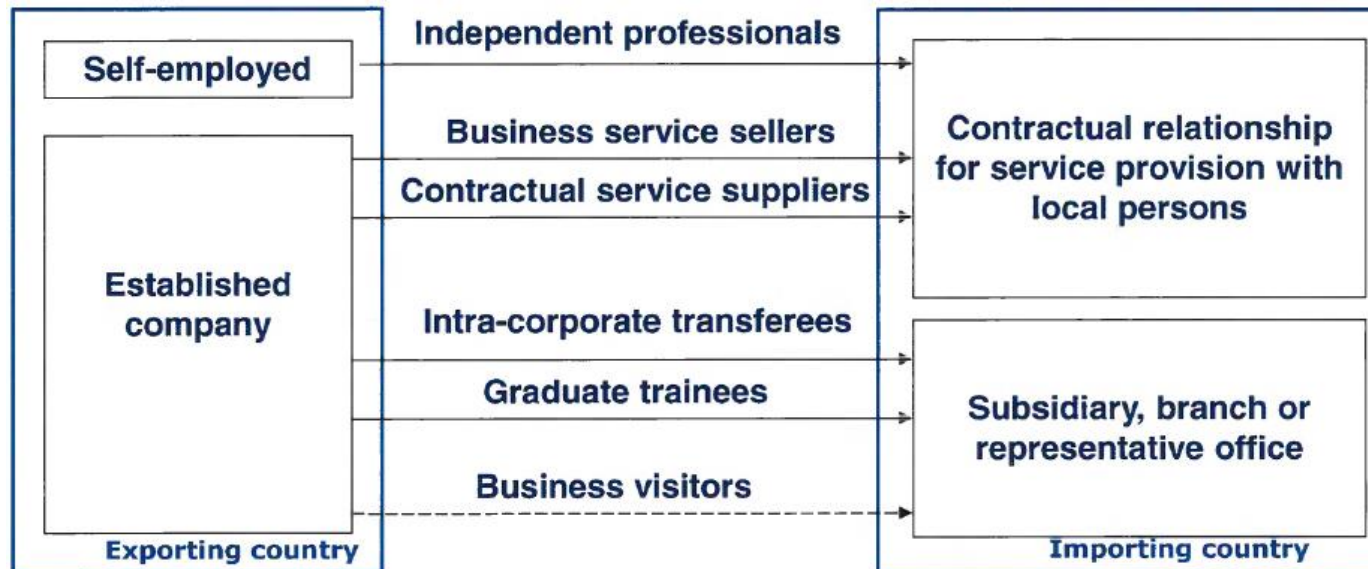 Independent professionals
Self-employed
Business service sellers
Contractual service suppliers
Contractual relationship
for service provision with
local persons
Established
company
Intra-corporate transferees
Graduate trainees
Subsidiary, branch or
representative office
Business visitors
Exporting country
Importing country